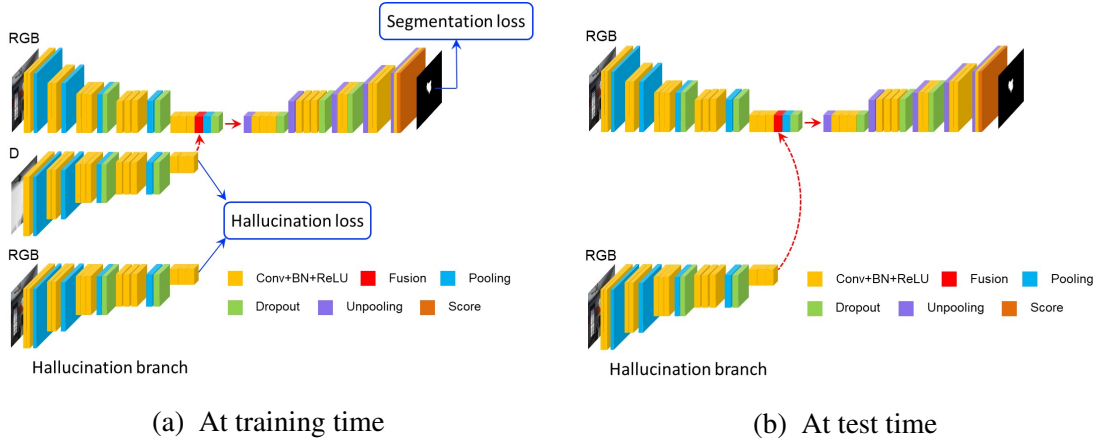 Segmentation loss
RGB
D
Hallucination loss
RGB
Conv+BN+ReLU Fusion Pooling
Dropout Unpooling Score
Hallucination branch
(a) At training time
RGB
RGB
Conv+BN+ReLU Fusion Pooling
Dropout Unpooling Score
Hallucination branch
(b) At test time